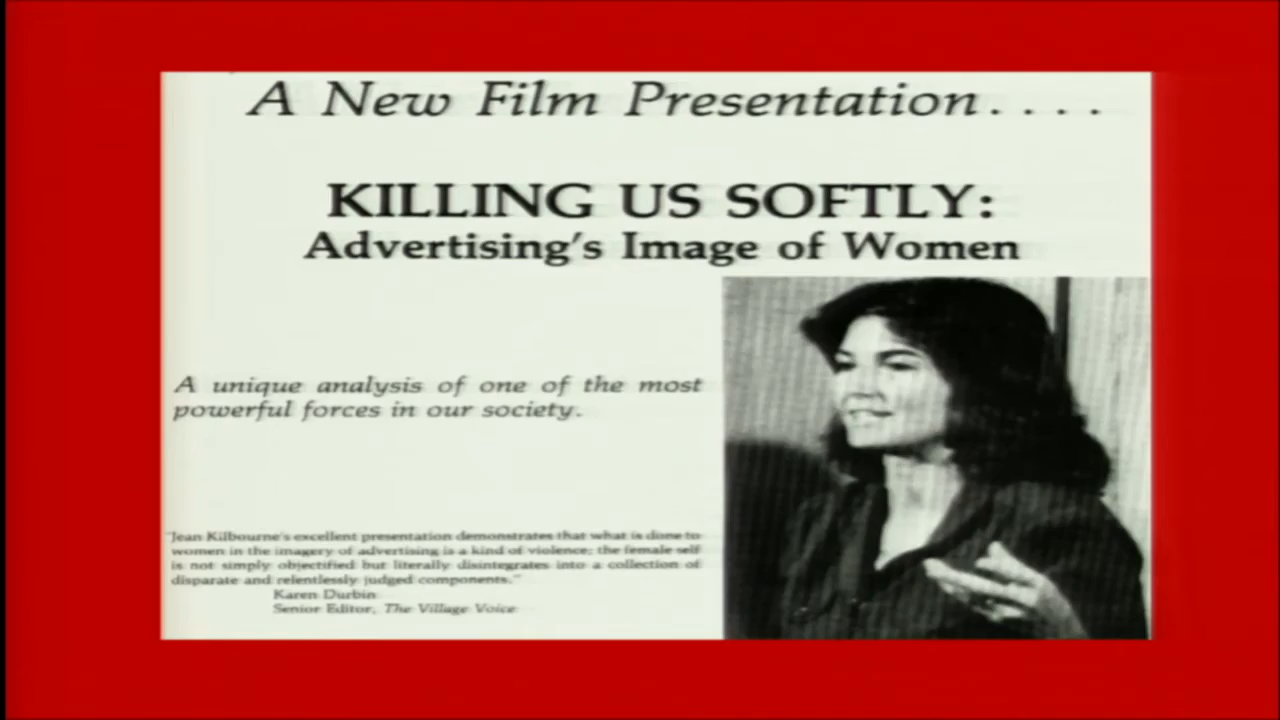 A New Film Presentation....
KILLING US SOFTLY:
Advertising's Image of Women
A unique analysis of one of the most
powerful forces in our society.
"Jean Kilbourne's excellent presentation demonstrates that what is done to
women in the imagery of advertising is a kind of violence; the female self
is not simply objectified but literally disintegrates into a collection of
disparate and relentlessly judged components."
Karen Durbin
Senior Editor, The Village Voice